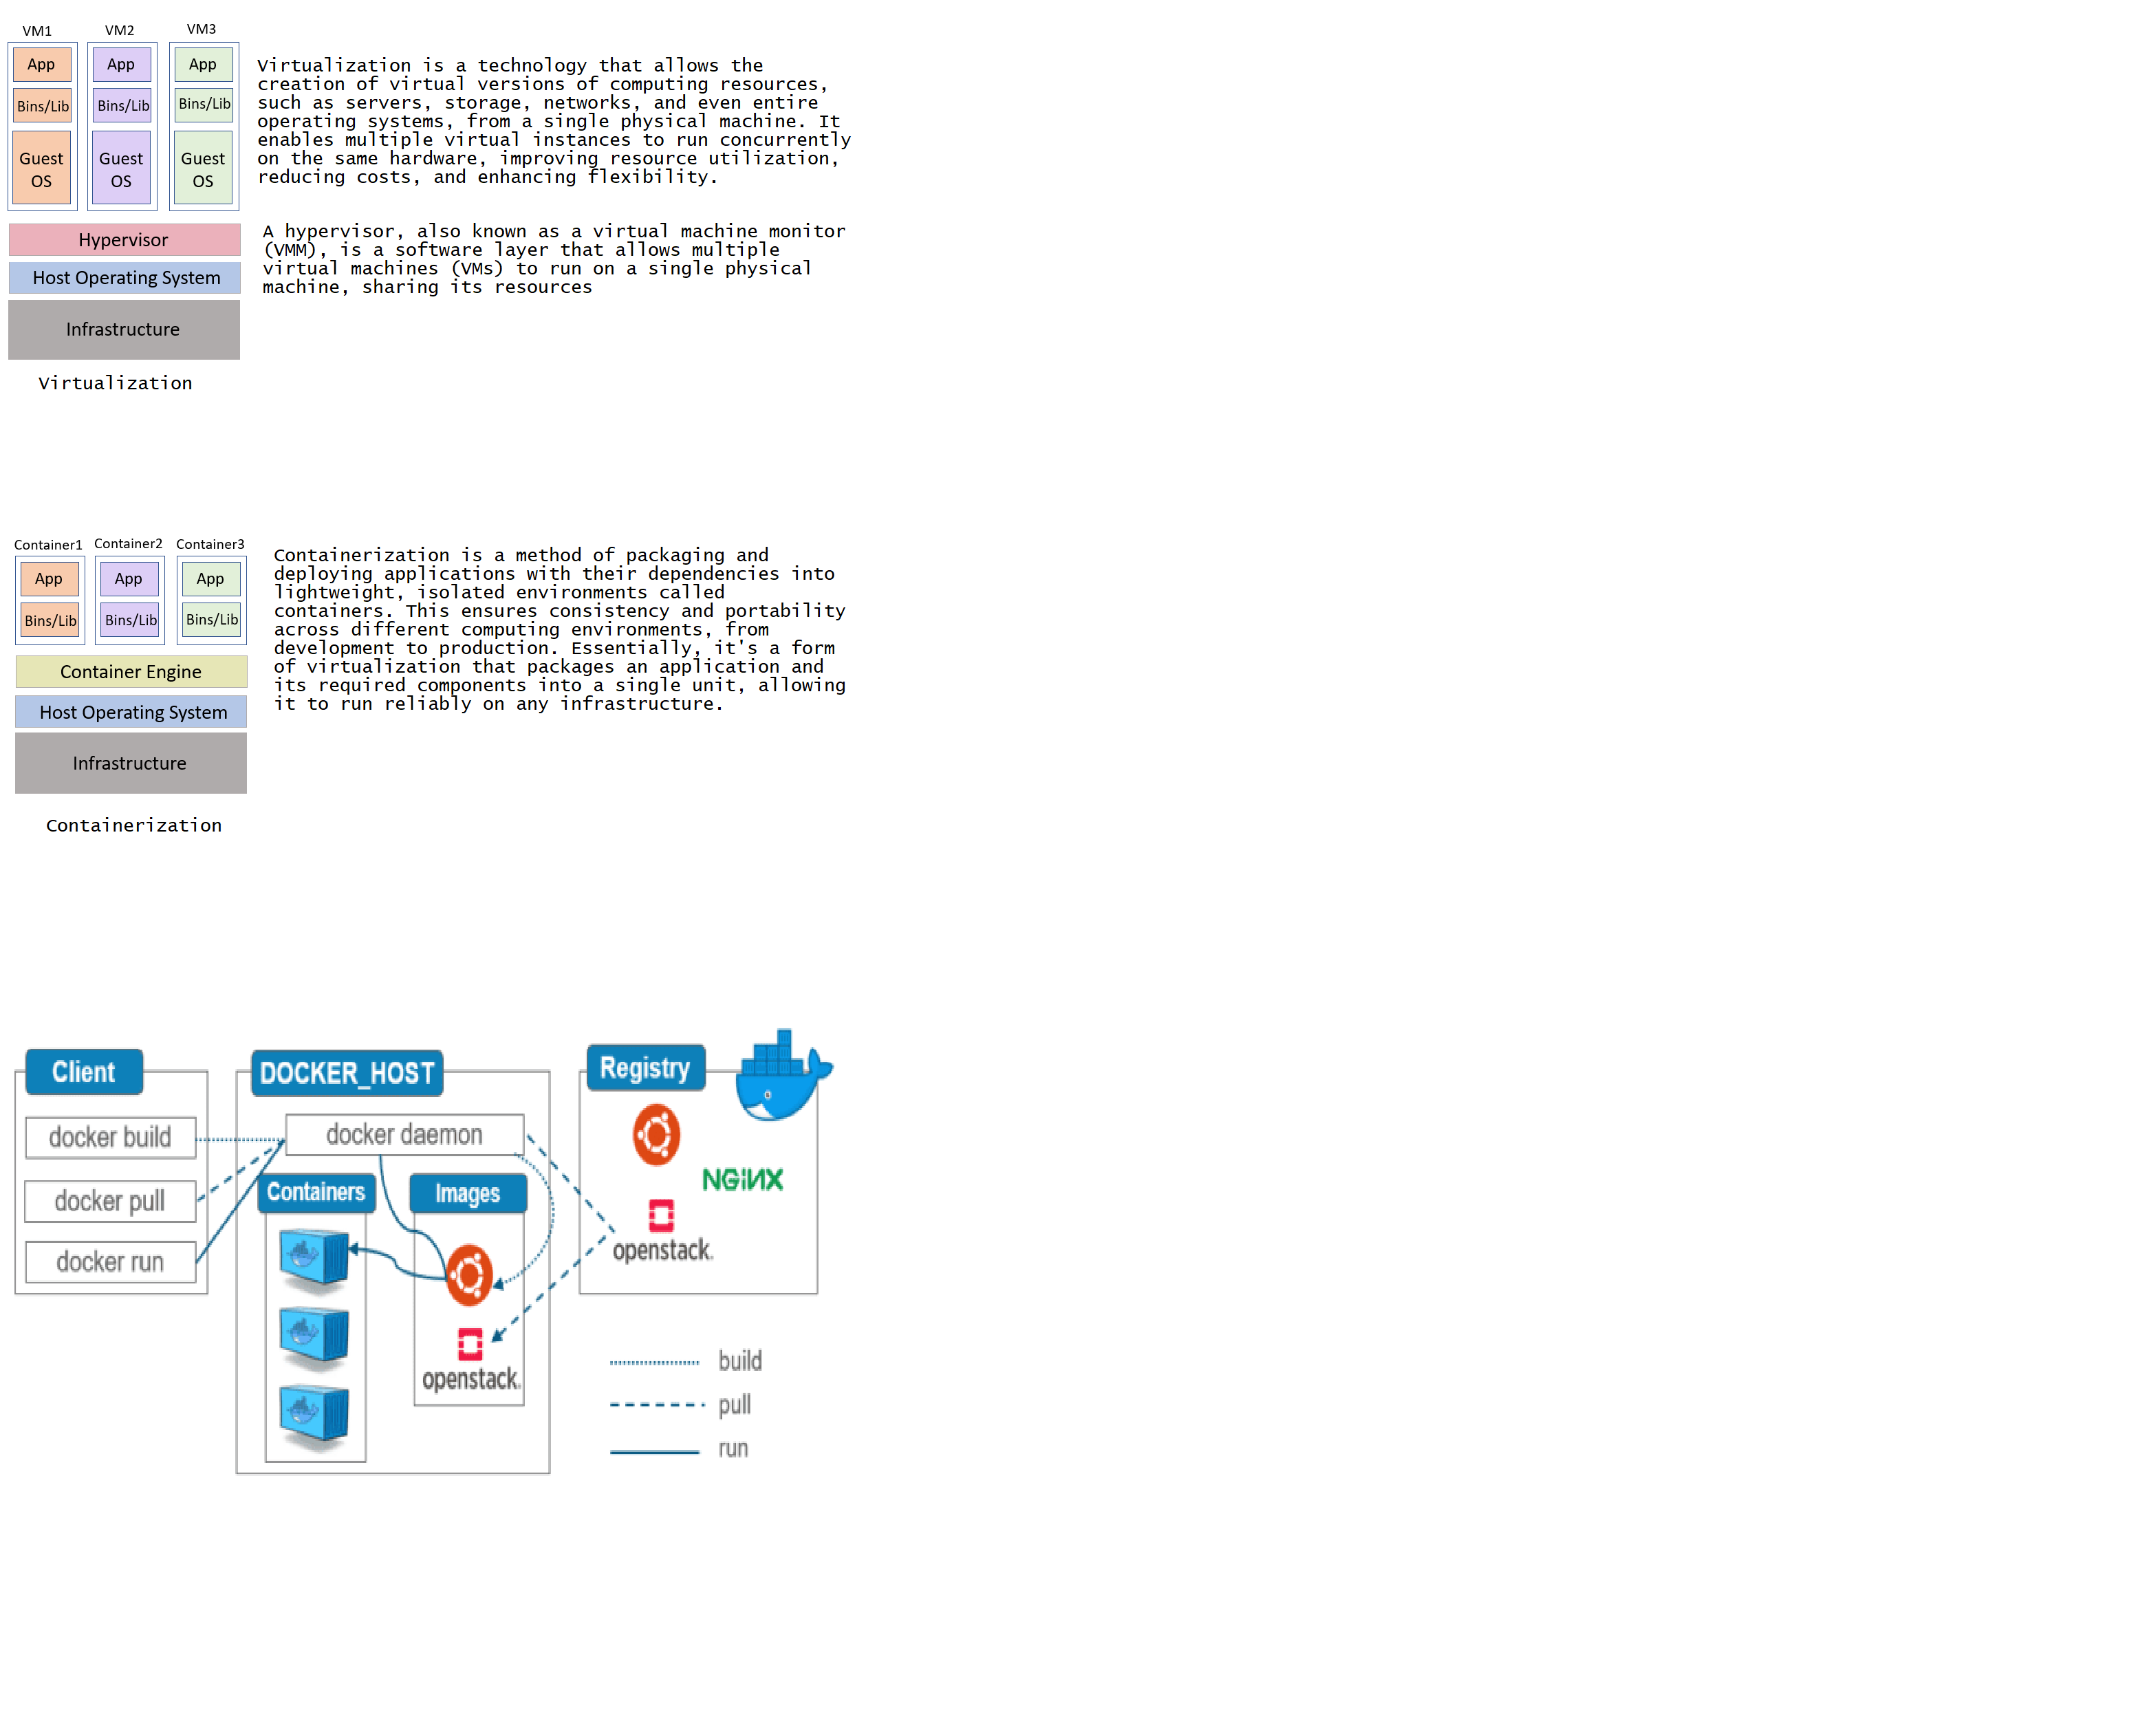 VM1 VM2 VM3
App App App
Bins/Lib Bins/Lib Bins/Lib
Guest Guest Guest
OS OS OS
Hypervisor
Host Operating System
Infrastructure
Virtualization
Virtualization is a technology that allows the
creation of virtual versions of computing resources,
such as servers, storage, networks, and even entire
operating systems, from a single physical machine. It
enables multiple virtual instances to run concurrently
on the same hardware, improving resource utilization,
reducing costs, and enhancing flexibility.
A hypervisor, also known as a virtual machine monitor
(VMM), is a software layer that allows multiple
virtual machines (VMs) to run on a single physical
machine, sharing its resources
Container1 Container2 Container3
App App App
Bins/Lib Bins/Lib Bins/Lib
Container Engine
Host Operating System
Infrastructure
Containerization
Containerization is a method of packaging and
deploying applications with their dependencies into
lightweight, isolated environments called
containers. This ensures consistency and portability
across different computing environments, from
development to production. Essentially, it's a form
of virtualization that packages an application and
its required components into a single unit, allowing
it to run reliably on any infrastructure.
Client
docker build
docker pull
docker run
DOCKER_HOST
docker daemon
Containers
Images
openstack.
Registry
NGiNX
openstack.
build
pull
run